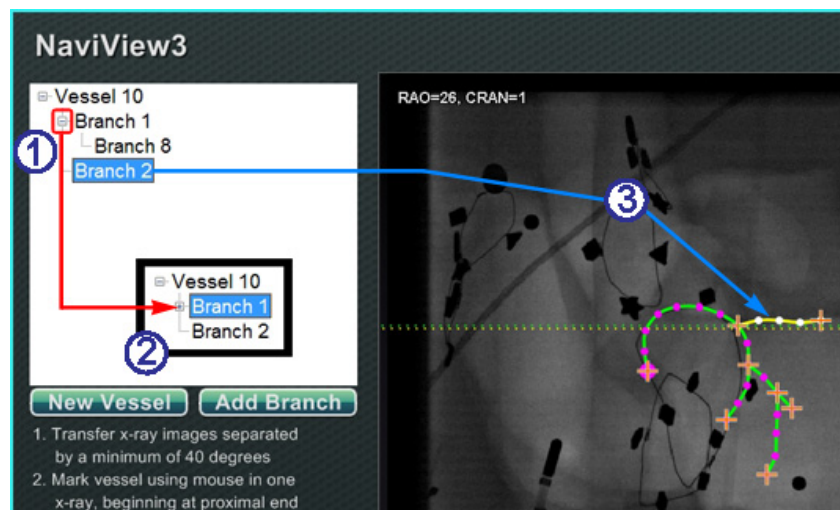 NaviView3
Vessel 10
Branch 1
Branch 8
Branch 2
1
Vessel 10
Branch 1
Branch 2
2
New Vessel
Add Branch
1. Transfer x-ray images separated
by a minimum of 40 degrees
2. Mark vessel using mouse in one
x-ray, beginning at proximal end
RAO=26, CRAN=1
3